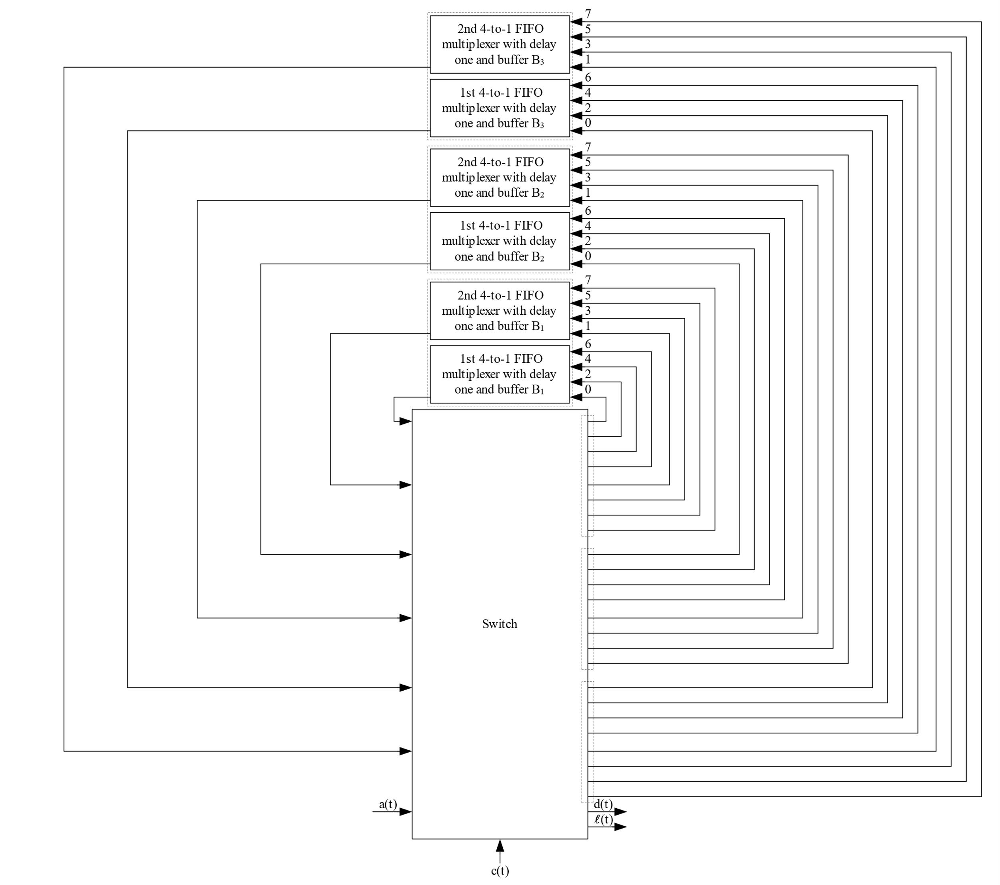 7
2nd 4-to-1 FIFO
5
multiplexer with delay
3
one and buffer B₃
1
6
1st 4-to-1 FIFO
4
multiplexer with delay
2
one and buffer B₃
0
7
2nd 4-to-1 FIFO
5
multiplexer with delay
3
one and buffer B₂
1
6
1st 4-to-1 FIFO
4
multiplexer with delay
2
one and buffer B₂
0
7
2nd 4-to-1 FIFO
5
multiplexer with delay
3
one and buffer B₁
1
6
1st 4-to-1 FIFO
4
multiplexer with delay
2
one and buffer B₁
0
Switch
a(t)
d(t)
ℓ(t)
c(t)